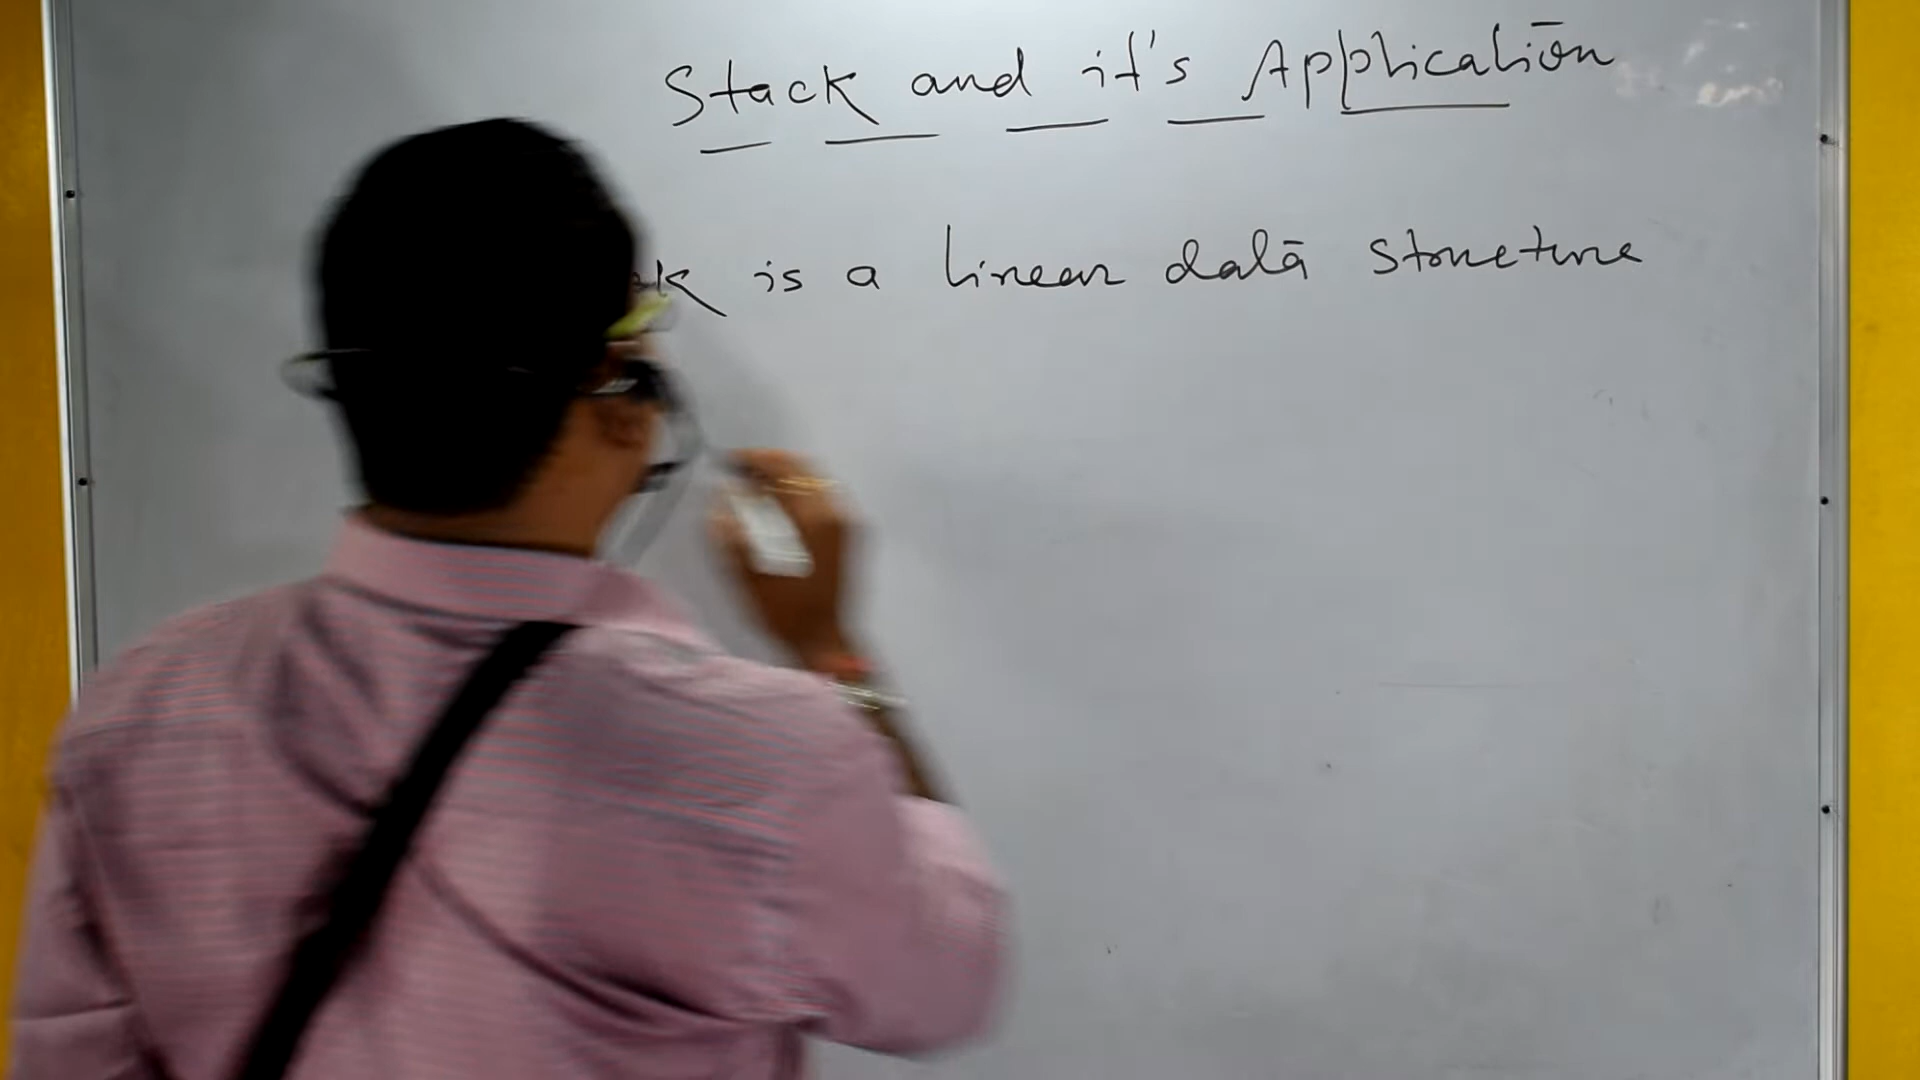 Stack and it's Application
is a linear data structure